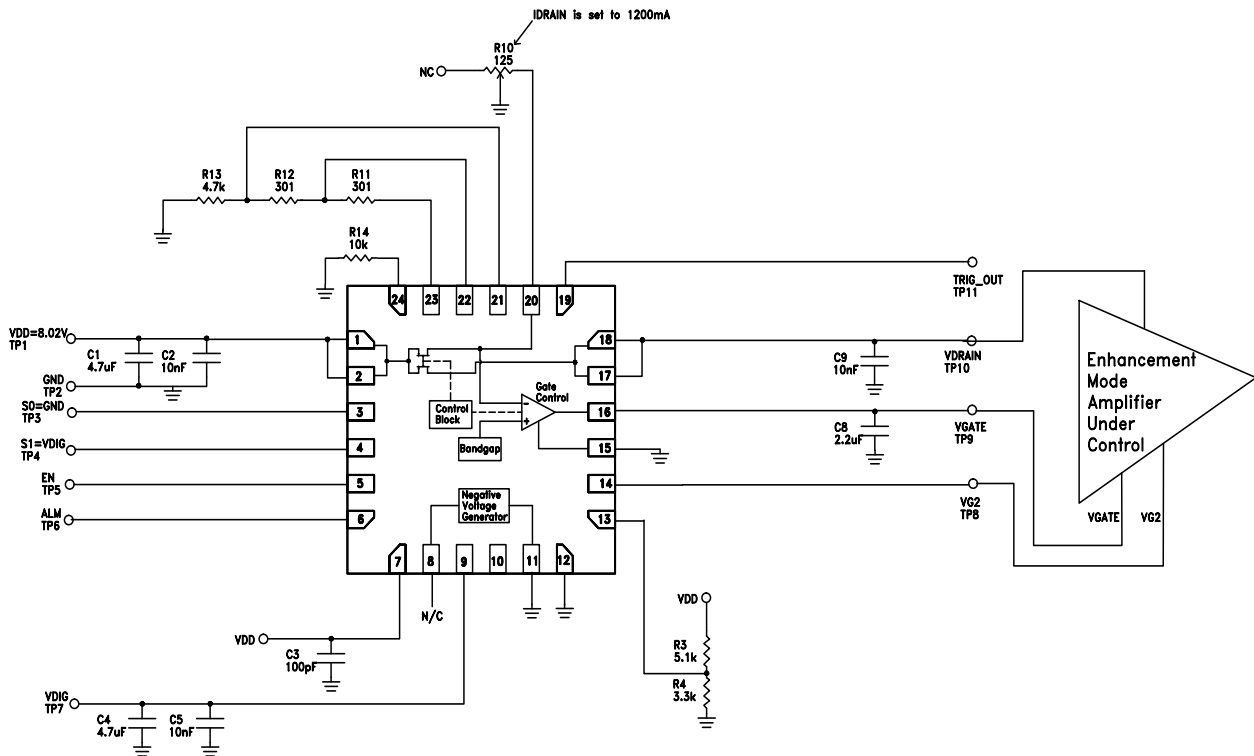 IDRAIN is set to 1200mA
R10
125
NC
R13
4.7k
R12
301
R11
301
R14
10k
TRIG_OUT
TP11
24
23
22
21
20
19
VDD=8.02V
TP1
C1
4.7uF
C2
10nF
1
18
VDRAIN
TP10
C9
10nF
GND
TP2
2
17
Enhancement
Mode
Amplifier
Under
Control
Gate
Control
S0=GND
TP3
3
Control
Block
-
+
16
VGATE
TP9
C8
2.2uF
S1=VDIG
TP4
4
Bandgap
15
EN
TP5
5
14
VG2
TP8
Negative
Voltage
Generator
ALM
TP6
6
13
VGATE
VG2
7
8
9
10
11
12
N/C
VDD
VDD
C3
100pF
R3
5.1k
R4
3.3k
VDIG
TP7
C4
4.7uF
C5
10nF